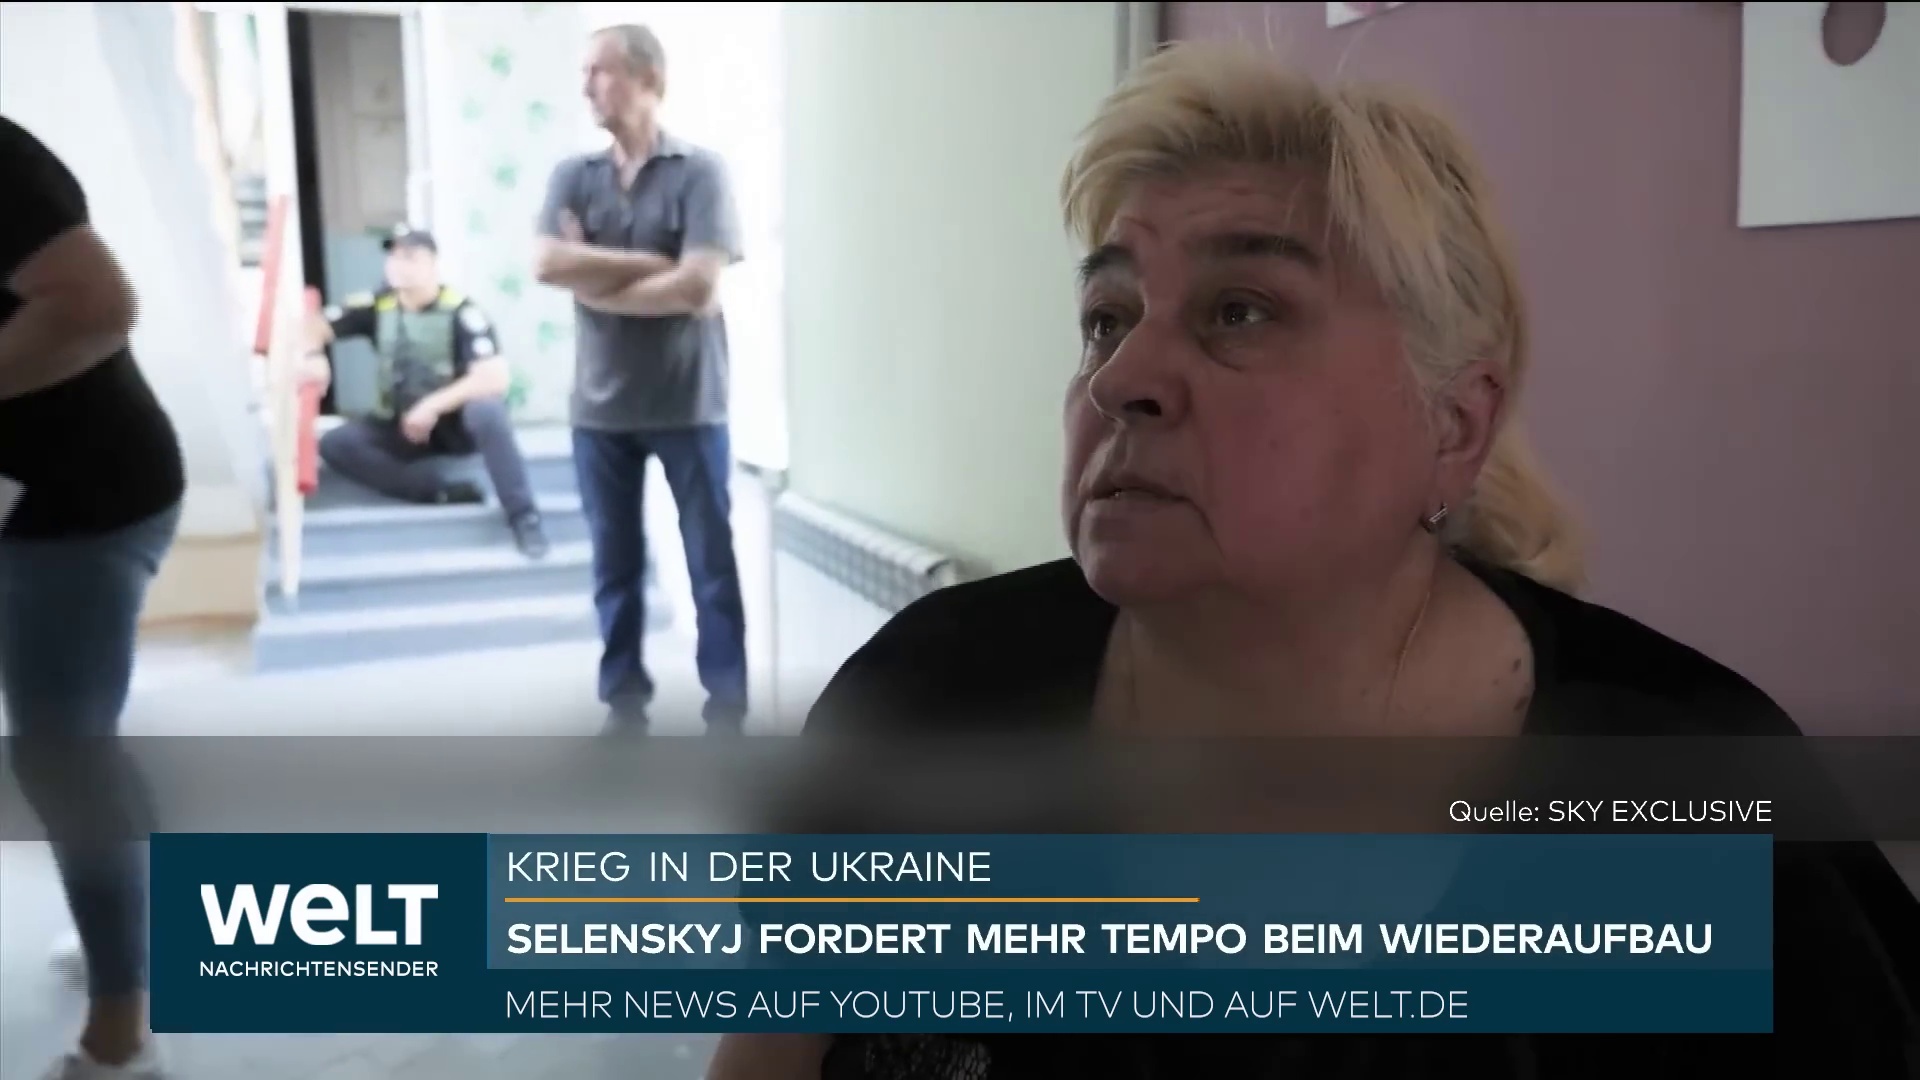 Quelle: SKY EXCLUSIVE
KRIEG IN DER UKRAINE
WELT
NACHRICHTENSENDER
SELENSKYJ FORDERT MEHR TEMPO BEIM WIEDERAUFBAU
MEHR NEWS AUF YOUTUBE, IM TV UND AUF WELT.DE